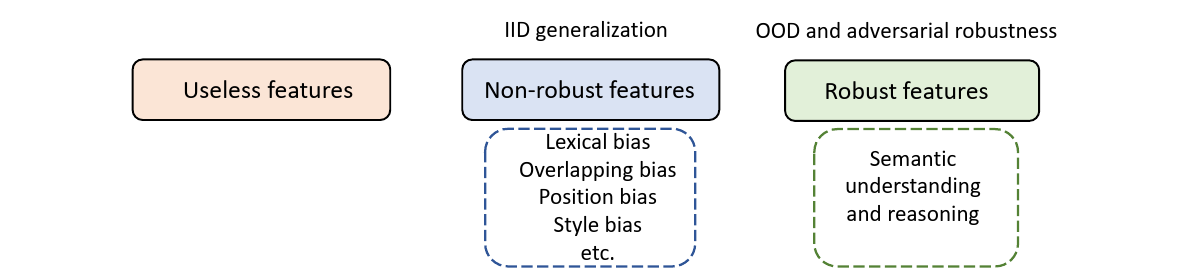 IID generalization
OOD and adversarial robustness
Useless features
Non-robust features
Robust features
Lexical bias
Overlapping bias
Position bias
Style bias
etc.
Semantic
understanding
and reasoning